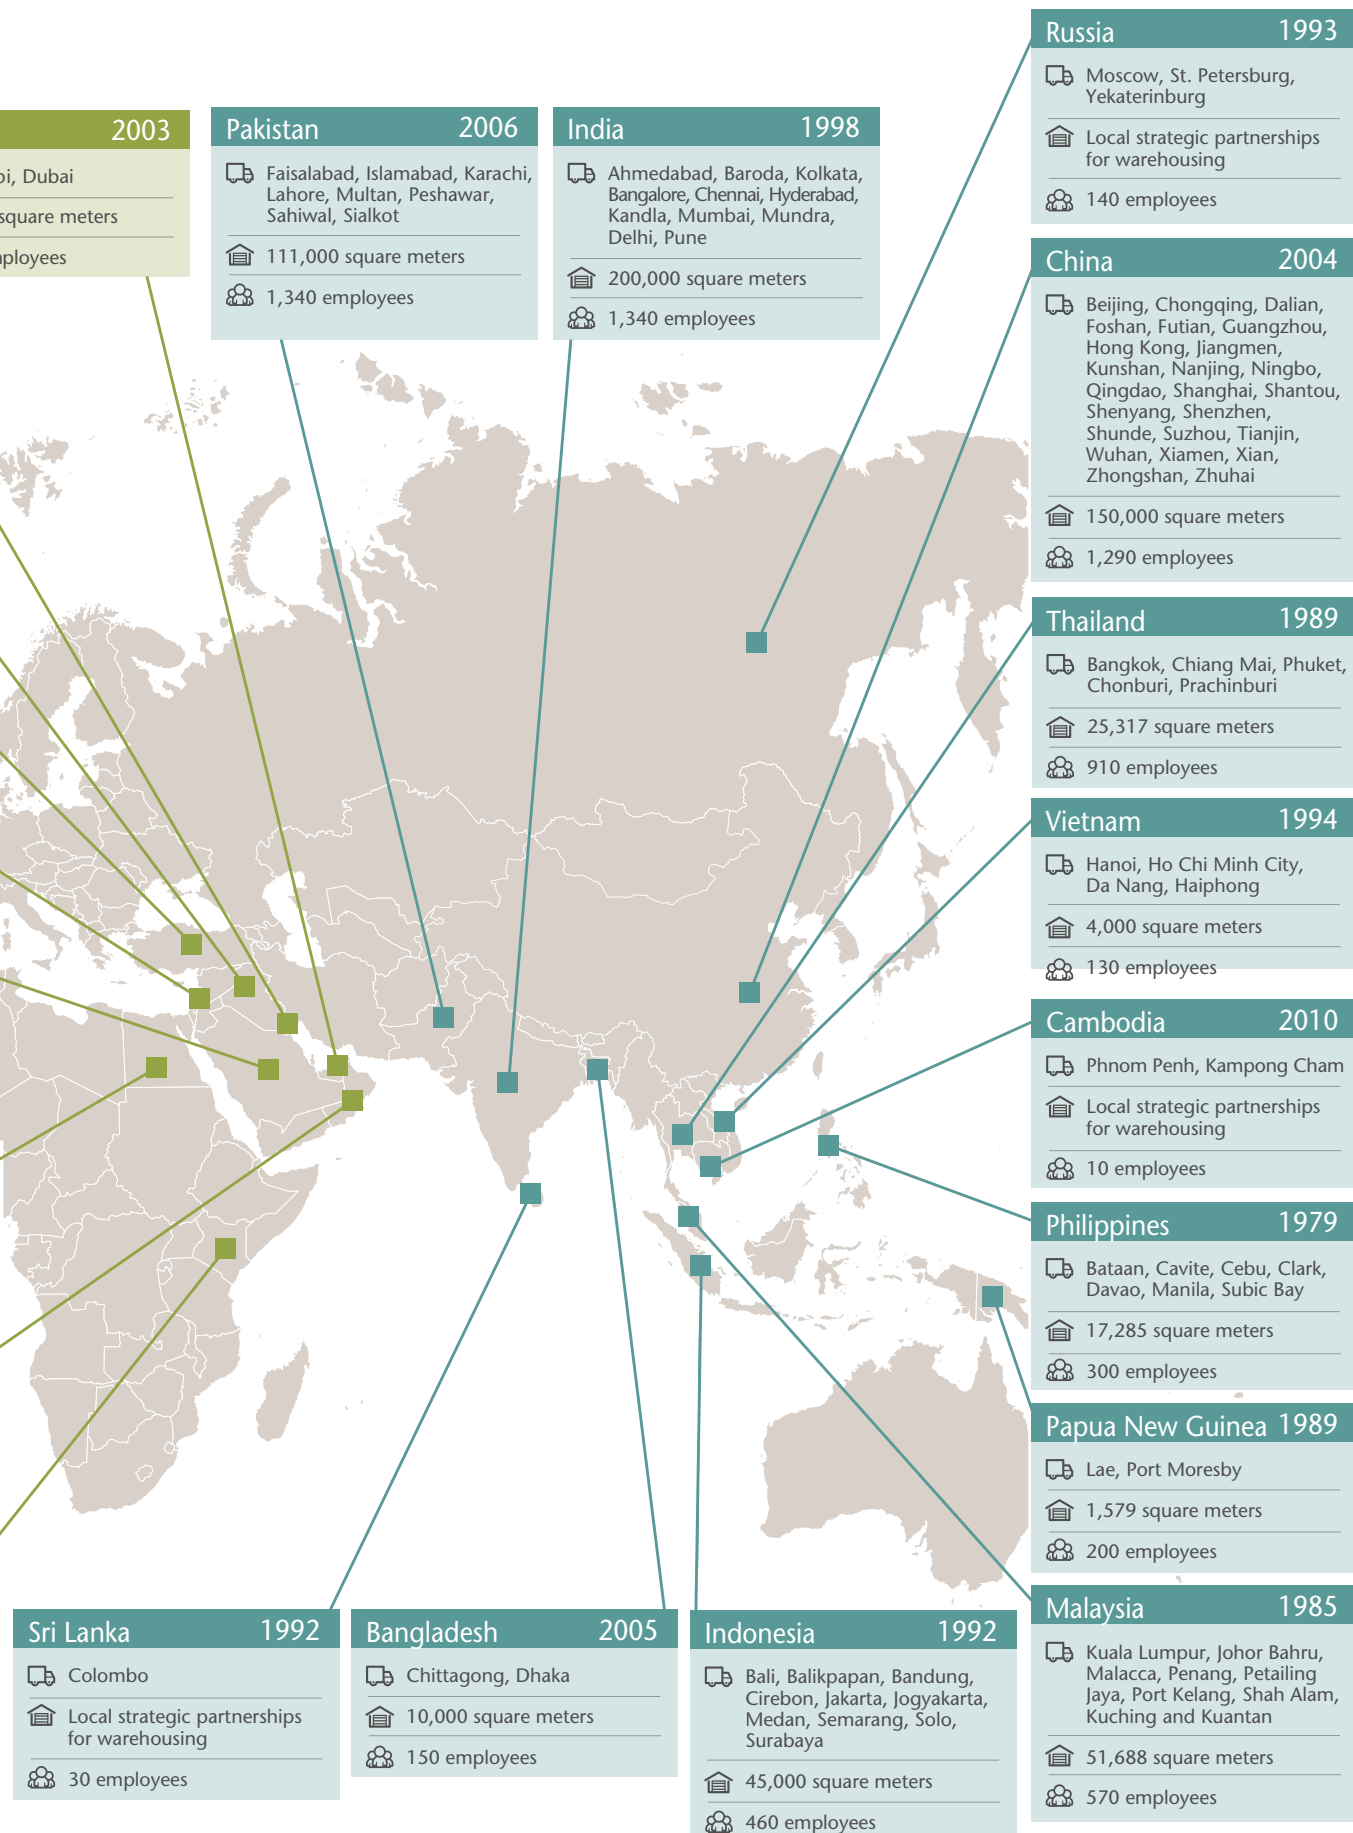 2003
Dubai
square meters
Pakistan 2006
Faisalabad, Islamabad, Karachi,
Lahore, Multan, Peshawar,
Sahiwal, Sialkot
111,000 square meters
1,340 employees
India 1998
Ahmedabad, Baroda, Kolkata,
Bangalore, Chennai, Hyderabad,
Kandla, Mumbai, Mundra,
Delhi, Pune
200,000 square meters
1,340 employees
Russia 1993
Moscow, St. Petersburg,
Yekaterinburg
Local strategic partnerships
for warehousing
140 employees
China 2004
Beijing, Chongqing, Dalian,
Foshan, Futian, Guangzhou,
Hong Kong, Jiangmen,
Kunshan, Nanjing, Ningbo,
Qingdao, Shanghai, Shantou,
Shenyang, Shenzhen,
Shunde, Suzhou, Tianjin,
Wuhan, Xiamen, Xian,
Zhongshan, Zhuhai
150,000 square meters
1,290 employees
Thailand 1989
Bangkok, Chiang Mai, Phuket,
Chonburi, Prachinburi
25,317 square meters
910 employees
Vietnam 1994
Hanoi, Ho Chi Minh City,
Da Nang, Haiphong
4,000 square meters
130 employees
Cambodia 2010
Phnom Penh, Kampong Cham
Local strategic partnerships
for warehousing
10 employees
Philippines 1979
Bataan, Cavite, Cebu, Clark,
Davao, Manila, Subic Bay
17,285 square meters
300 employees
Papua New Guinea 1989
Lae, Port Moresby
1,579 square meters
200 employees
Malaysia 1985
Kuala Lumpur, Johor Bahru,
Malacca, Penang, Petailing
Jaya, Port Kelang, Shah Alam,
Kuching and Kuantan
51,688 square meters
570 employees
Sri Lanka 1992
Colombo
Local strategic partnerships
for warehousing
30 employees
Bangladesh 2005
Chittagong, Dhaka
10,000 square meters
150 employees
Indonesia 1992
Bali, Balikpapan, Bandung,
Cirebon, Jakarta, Jogyakarta,
Medan, Semarang, Solo,
Surabaya
45,000 square meters
460 employees